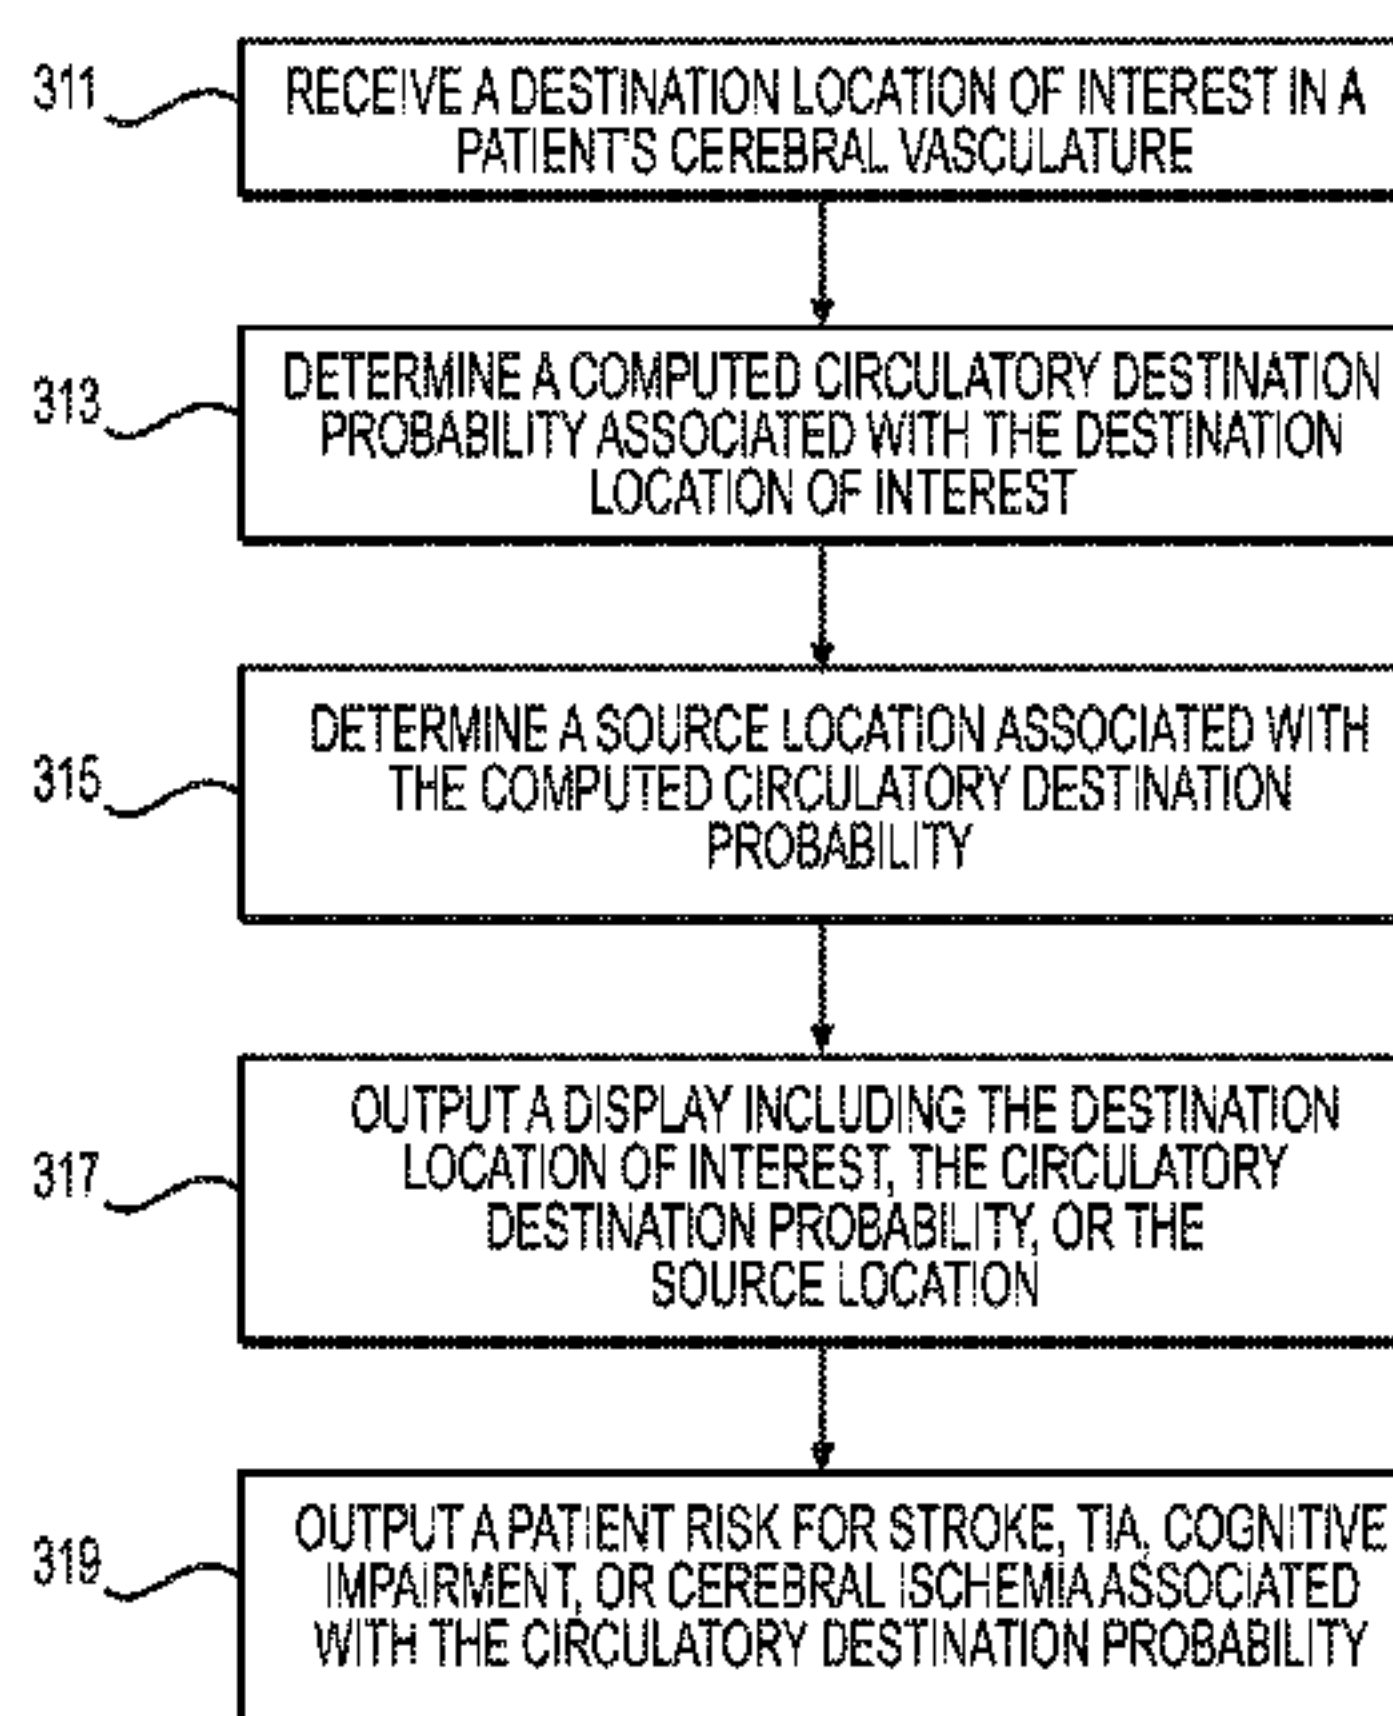 311
RECEIVE A DESTINATION LOCATION OF INTEREST IN A
PATIENT'S CEREBRAL VASCULATURE
313
DETERMINE A COMPUTED CIRCULATORY DESTINATION
PROBABILITY ASSOCIATED WITH THE DESTINATION
LOCATION OF INTEREST
315
DETERMINE A SOURCE LOCATION ASSOCIATED WITH
THE COMPUTED CIRCULATORY DESTINATION
PROBABILITY
317
OUTPUT A DISPLAY INCLUDING THE DESTINATION
LOCATION OF INTEREST, THE CIRCULATORY
DESTINATION PROBABILITY, OR THE
SOURCE LOCATION
319
OUTPUT A PATIENT RISK FOR STROKE, TIA, COGNITIVE
IMPAIRMENT, OR CEREBRAL ISCHEMIA ASSOCIATED
WITH THE CIRCULATORY DESTINATION PROBABILITY